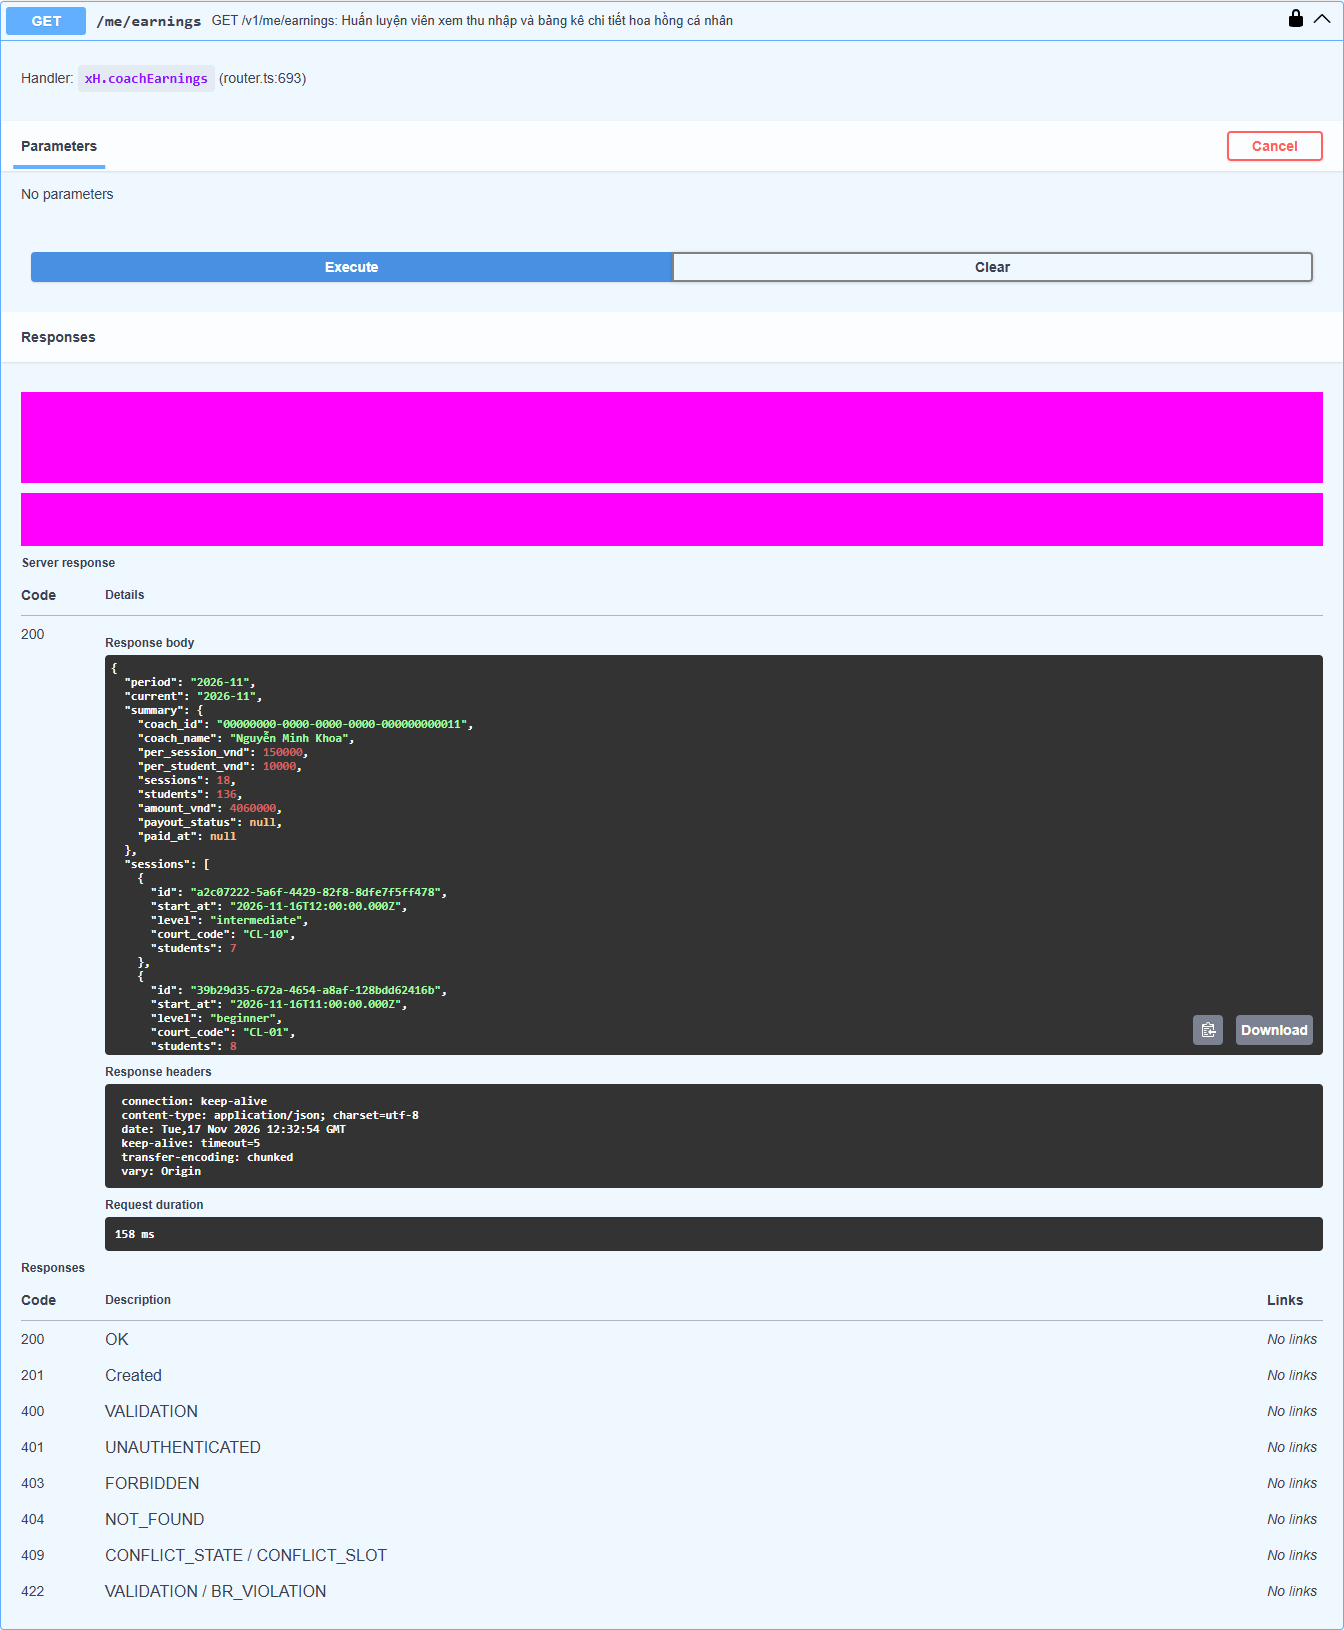 GET /me/earnings GET /v1/me/earnings: Huấn luyện viên xem thu nhập và bảng kê chi tiết hoa hồng cá nhân
Handler: xH.coachEarnings (router.ts:693)
Parameters
Cancel
No parameters
Execute
Clear
Responses
Server response
Code Details
200
Response body
{
  "period": "2026-11",
  "current": "2026-11",
  "summary": {
    "coach_id": "00000000-0000-0000-0000-000000000011",
    "coach_name": "Nguyễn Minh Khoa",
    "per_session_vnd": 150000,
    "per_student_vnd": 10000,
    "sessions": 18,
    "students": 136,
    "amount_vnd": 4060000,
    "payout_status": null,
    "paid_at": null
  },
  "sessions": [
    {
      "id": "a2c07222-5a6f-4429-82f8-8dfe7f5ff478",
      "start_at": "2026-11-16T12:00:00.000Z",
      "level": "intermediate",
      "court_code": "CL-10",
      "students": 7
    },
    {
      "id": "39b29d35-672a-4654-a8af-128bdd62416b",
      "start_at": "2026-11-16T11:00:00.000Z",
      "level": "beginner",
      "court_code": "CL-01",
      "students": 8
Download
Response headers
connection: keep-alive
content-type: application/json; charset=utf-8
date: Tue,17 Nov 2026 12:32:54 GMT
keep-alive: timeout=5
transfer-encoding: chunked
vary: Origin
Request duration
158 ms
Responses
Code Description Links
200 OK No links
201 Created No links
400 VALIDATION No links
401 UNAUTHENTICATED No links
403 FORBIDDEN No links
404 NOT_FOUND No links
409 CONFLICT_STATE / CONFLICT_SLOT No links
422 VALIDATION / BR_VIOLATION No links